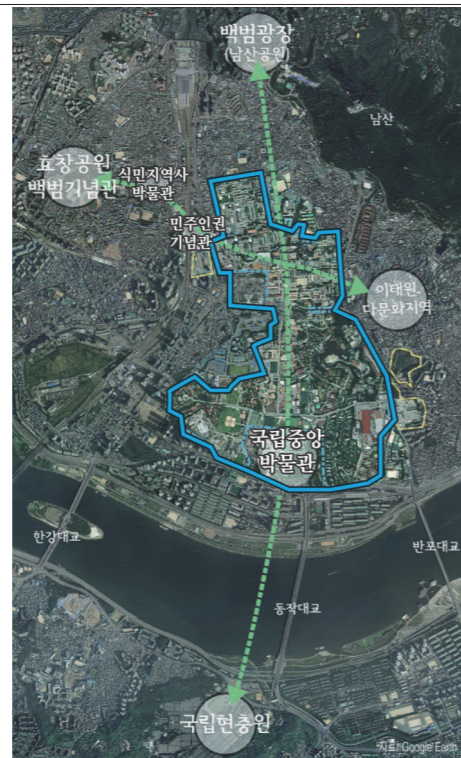 백범광장
(남산공원)
남산
효창공원
백범기념관
식민지역사
박물관
민주인권
기념관
이태원
다문화지역
국립중앙
박물관
한강대교
반포대교
동작대교
국립현충원
자료: Google Earth